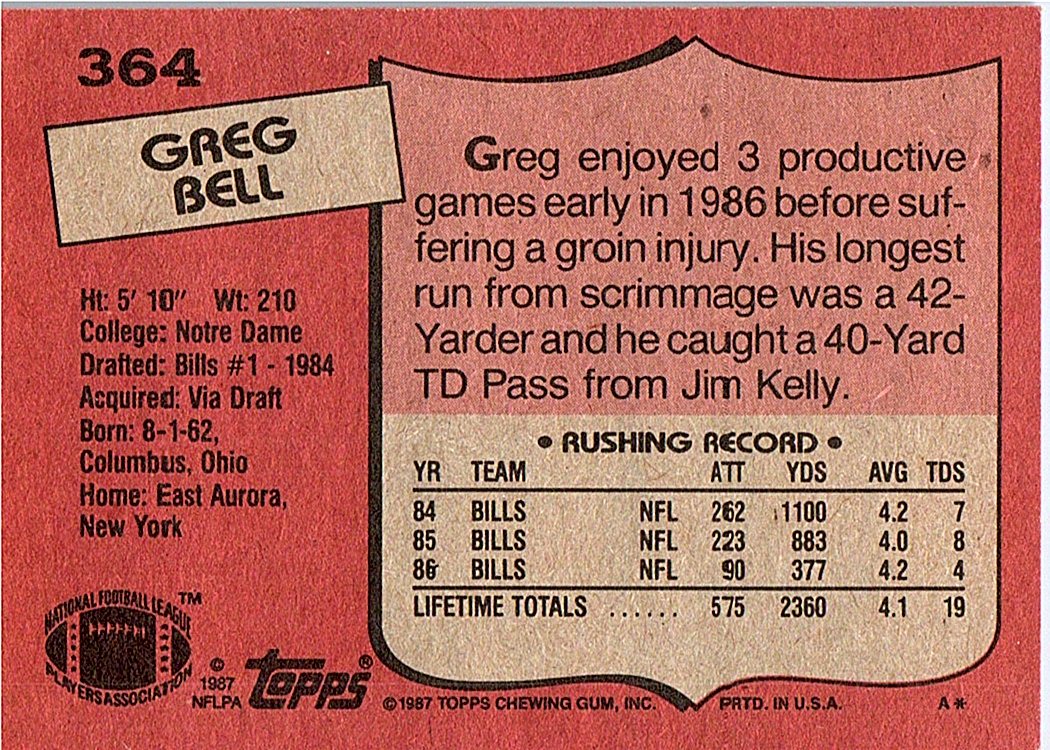 364
GREG
BELL
Ht: 5' 10" Wt: 210
College: Notre Dame
Drafted: Bills #1 - 1984
Acquired: Via Draft
Born: 8-1-62,
Columbus, Ohio
Home: East Aurora,
New York
Greg enjoyed 3 productive
games early in 1986 before suf-
fering a groin injury. His longest
run from scrimmage was a 42-
Yarder and he caught a 40-Yard
TD Pass from Jim Kelly.
• RUSHING RECORD •
YR TEAM ATT YDS AVG TDS
84 BILLS NFL 262 1100 4.2 7
85 BILLS NFL 223 883 4.0 8
86 BILLS NFL 90 377 4.2 4
LIFETIME TOTALS ...... 575 2360 4.1 19
NATIONAL FOOTBALL LEAGUE ™
PLAYERS ASSOCIATION
© 1987
NFLPA
topps®
©1987 TOPPS CHEWING GUM, INC. PRTD. IN U.S.A. A*